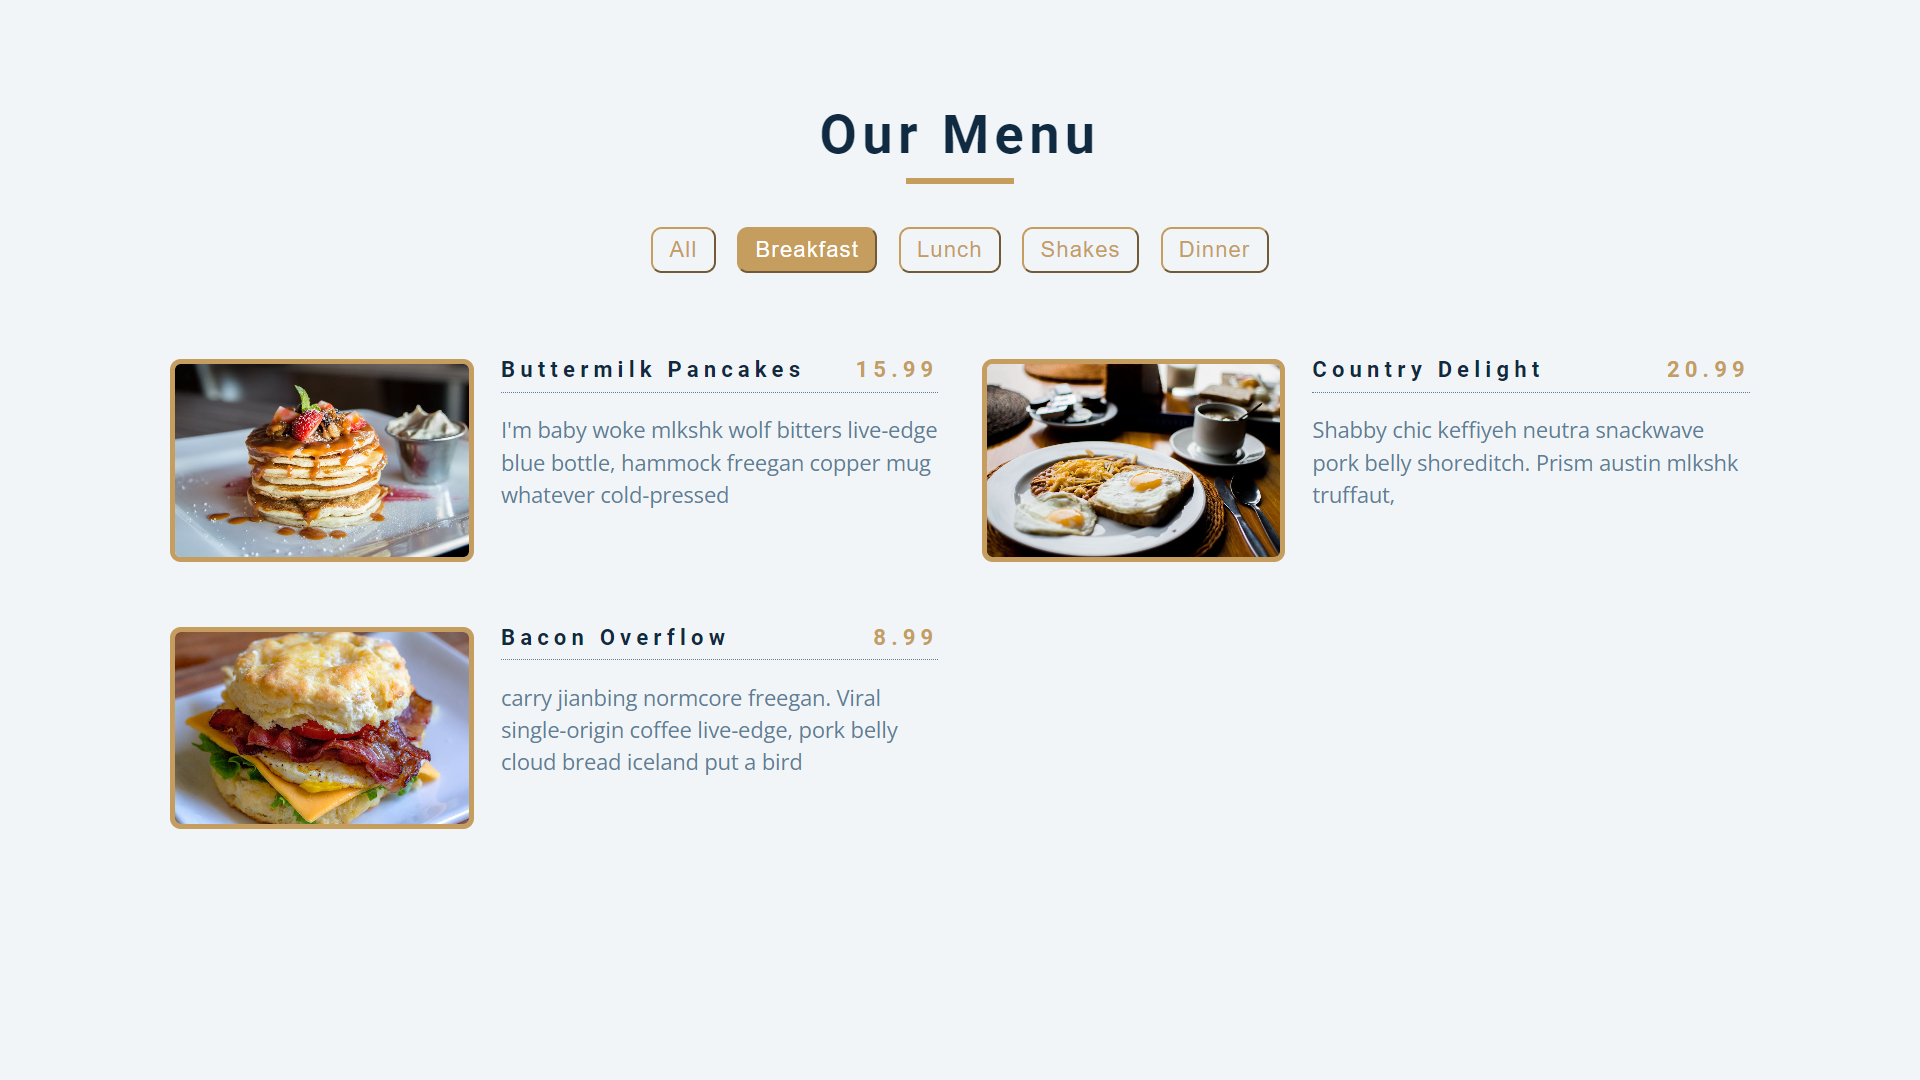 Our Menu
All Breakfast Lunch Shakes Dinner
Buttermilk Pancakes 15.99
I'm baby woke mlkshk wolf bitters live-edge
blue bottle, hammock freegan copper mug
whatever cold-pressed
Country Delight 20.99
Shabby chic keffiyeh neutra snackwave
pork belly shoreditch. Prism austin mlkshk
truffaut,
Bacon Overflow 8.99
carry jianbing normcore freegan. Viral
single-origin coffee live-edge, pork belly
cloud bread iceland put a bird